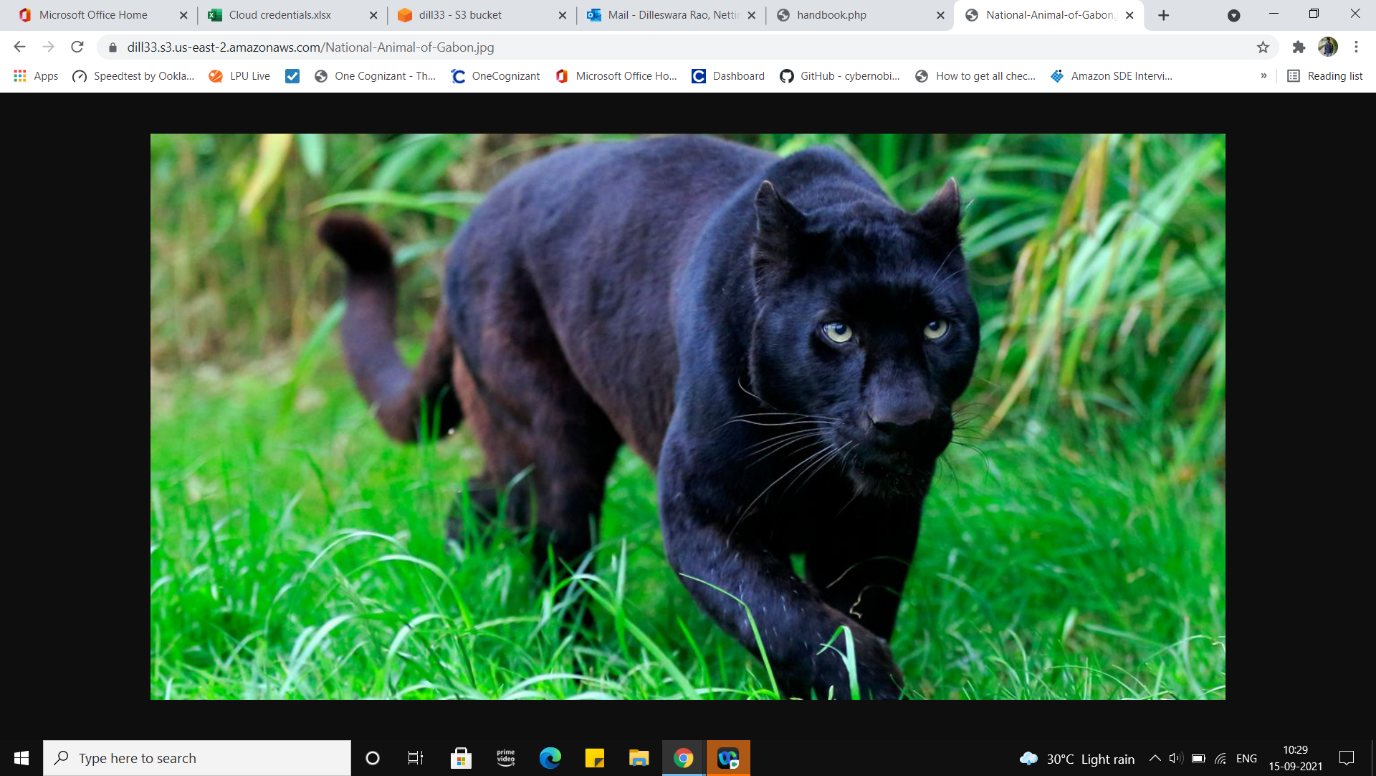 Microsoft Office Home
Cloud credentials.xlsx
dill33 - S3 bucket
Mail - Dilleswara Rao, Netti
handbook.php
National-Animal-of-Gabon.j
dill33.s3.us-east-2.amazonaws.com/National-Animal-of-Gabon.jpg
Apps
Speedtest by Ookla...
LPU Live
One Cognizant - Th...
OneCognizant
Microsoft Office Ho...
Dashboard
GitHub - cybernobi...
How to get all chec...
Amazon SDE Intervi...
»
Reading list
Type here to search
prime
video
30°C Light rain
ENG
10:29
15-09-2021